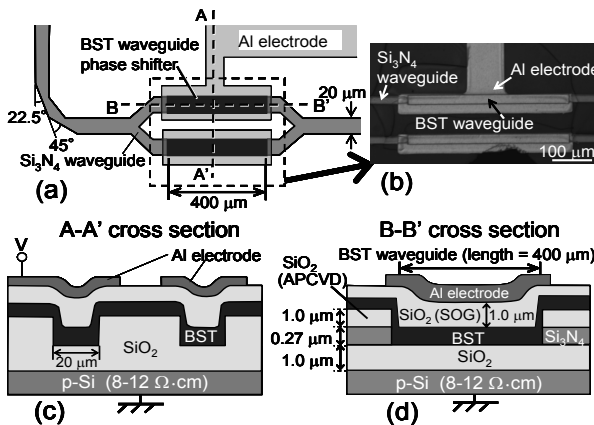 A
BST waveguide
phase shifter
Al electrode
B
B'
20 μm
22.5°
45°
Si3N4 waveguide
A'
(a)
400 μm
Si3N4
waveguide
Al electrode
BST waveguide
(b)
100 μm
A-A' cross section
V
Al electrode
BST
20 μm
SiO2
p-Si (8-12 Ω·cm)
(c)
B-B' cross section
BST waveguide (length = 400 μm)
SiO2
(APCVD)
Al electrode
1.0 μm
SiO2 (SOG)
1.0 μm
0.27 μm
BST
Si3N4
1.0 μm
SiO2
p-Si (8-12 Ω·cm)
(d)